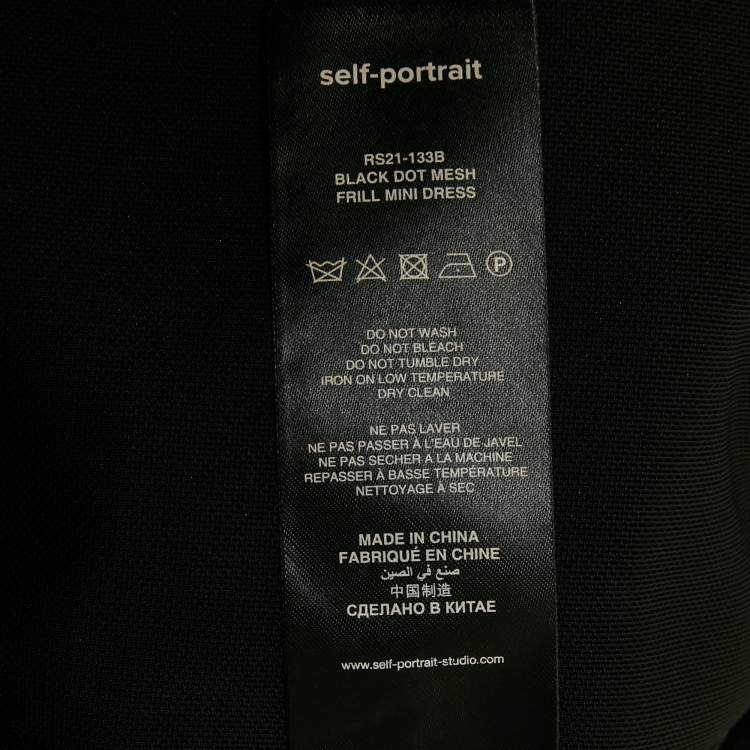 self-portrait
RS21-133B
BLACK DOT MESH
FRILL MINI DRESS
P
DO NOT WASH
DO NOT BLEACH
DO NOT TUMBLE DRY
IRON ON LOW TEMPERATURE
DRY CLEAN
NE PAS LAVER
NE PAS PASSER À L'EAU DE JAVEL
NE PAS SECHER A LA MACHINE
REPASSER À BASSE TEMPÉRATURE
NETTOYAGE À SEC
MADE IN CHINA
FABRIQUÉ EN CHINE
صنع في الصين
中国制造
СДЕЛАНО В КИТАЕ
www.self-portrait-studio.com